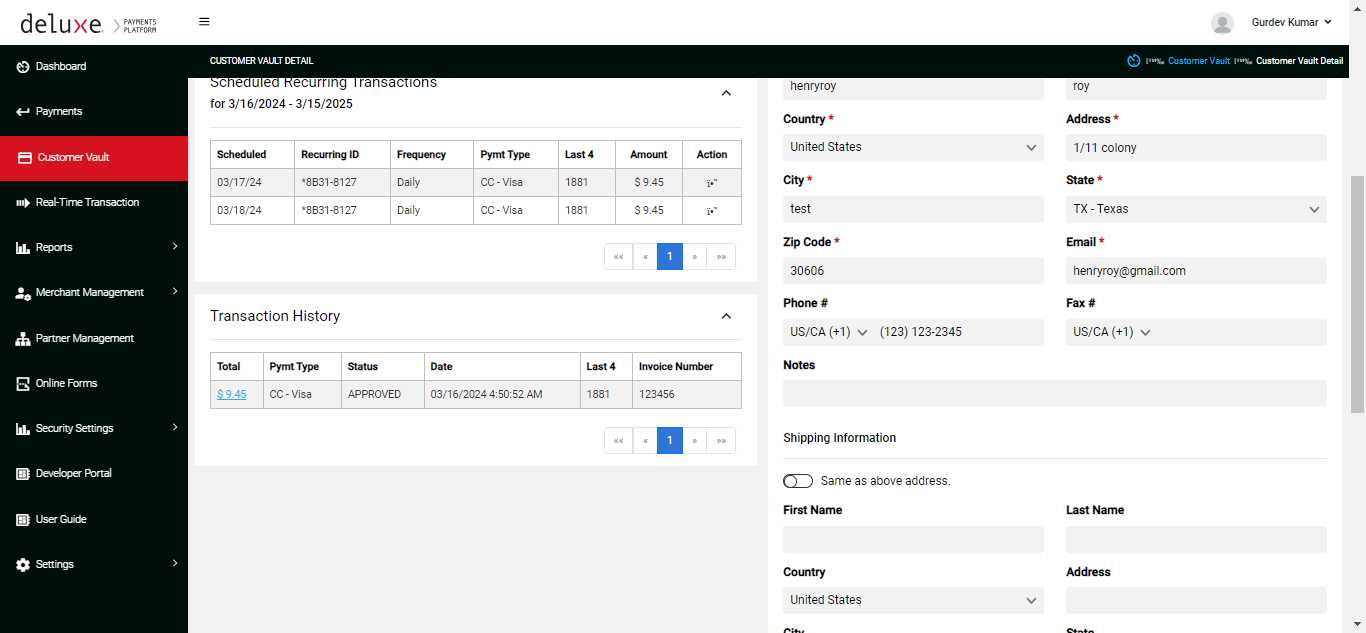 deluxe.
PAYMENTS
PLATFORM
Gurdev Kumar
Dashboard
Payments
Customer Vault
Real-Time Transaction
Reports
Merchant Management
Partner Management
Online Forms
Security Settings
Developer Portal
User Guide
Settings
CUSTOMER VAULT DETAIL
Customer Vault
Customer Vault Detail
Scheduled Recurring Transactions
for 3/16/2024 - 3/15/2025
Scheduled Recurring ID Frequency Pymt Type Last 4 Amount Action
03/17/24 *8B31-8127 Daily CC - Visa 1881 $ 9.45
03/18/24 *8B31-8127 Daily CC - Visa 1881 $ 9.45
«« « 1 » »»
Transaction History
Total Pymt Type Status Date Last 4 Invoice Number
$ 9.45 CC - Visa APPROVED 03/16/2024 4:50:52 AM 1881 123456
«« « 1 » »»
henryroy roy
Country * Address *
United States 1/11 colony
City * State *
test TX - Texas
Zip Code * Email *
30606 henryroy@gmail.com
Phone # Fax #
US/CA (+1) (123) 123-2345 US/CA (+1)
Notes
Shipping Information
Same as above address.
First Name Last Name
Country Address
United States
City State